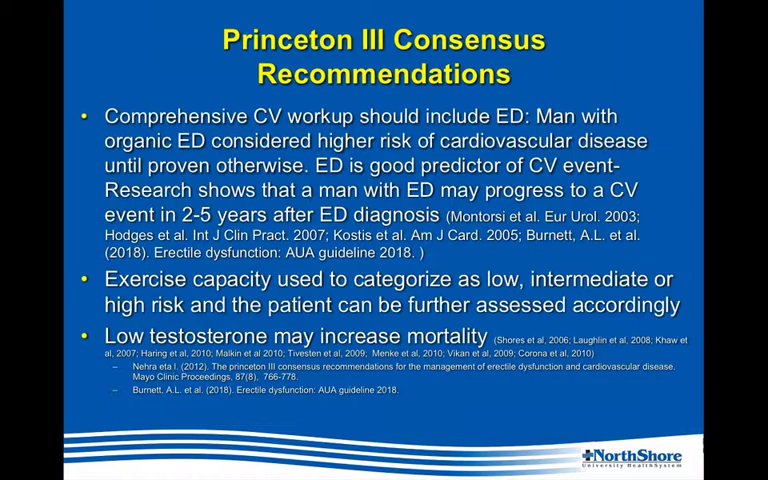 Princeton III Consensus
Recommendations
• Comprehensive CV workup should include ED: Man with
organic ED considered higher risk of cardiovascular disease
until proven otherwise. ED is good predictor of CV event-
Research shows that a man with ED may progress to a CV
event in 2-5 years after ED diagnosis (Montorsi et al. Eur Urol. 2003;
Hodges et al. Int J Clin Pract. 2007; Kostis et al. Am J Card. 2005; Burnett, A.L. et al.
(2018). Erectile dysfunction: AUA guideline 2018. )
• Exercise capacity used to categorize as low, intermediate or
high risk and the patient can be further assessed accordingly
• Low testosterone may increase mortality (Shores et al, 2006; Laughlin et al, 2008; Khaw et
al, 2007; Haring et al, 2010; Malkin et al 2010; Tivesten et al, 2009; Menke et al, 2010; Vikan et al, 2009; Corona et al, 2010)
– Nehra eta l. (2012). The princeton III consensus recommendations for the management of erectile dysfunction and cardiovascular disease.
Mayo Clinic Proceedings, 87(8), 766-778.
– Burnett, A.L. et al. (2018). Erectile dysfunction: AUA guideline 2018.
NorthShore
University HealthSystem